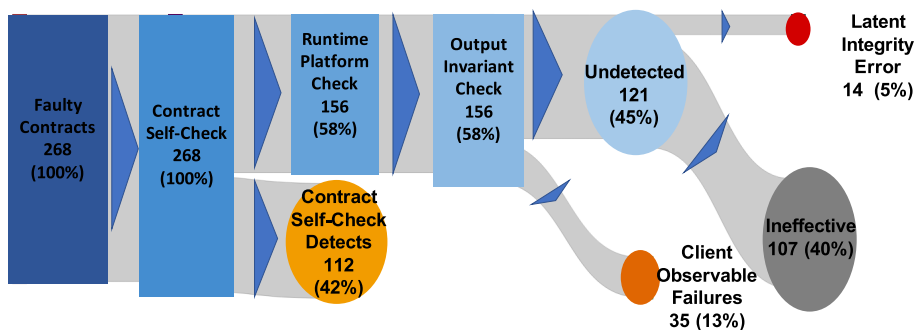 Faulty
Contracts
268
(100%)
Contract
Self-Check
268
(100%)
Runtime
Platform
Check
156
(58%)
Output
Invariant
Check
156
(58%)
Undetected
121
(45%)
Latent
Integrity
Error
14 (5%)
Contract
Self-Check
Detects
112
(42%)
Client
Observable
Failures
35 (13%)
Ineffective
107 (40%)